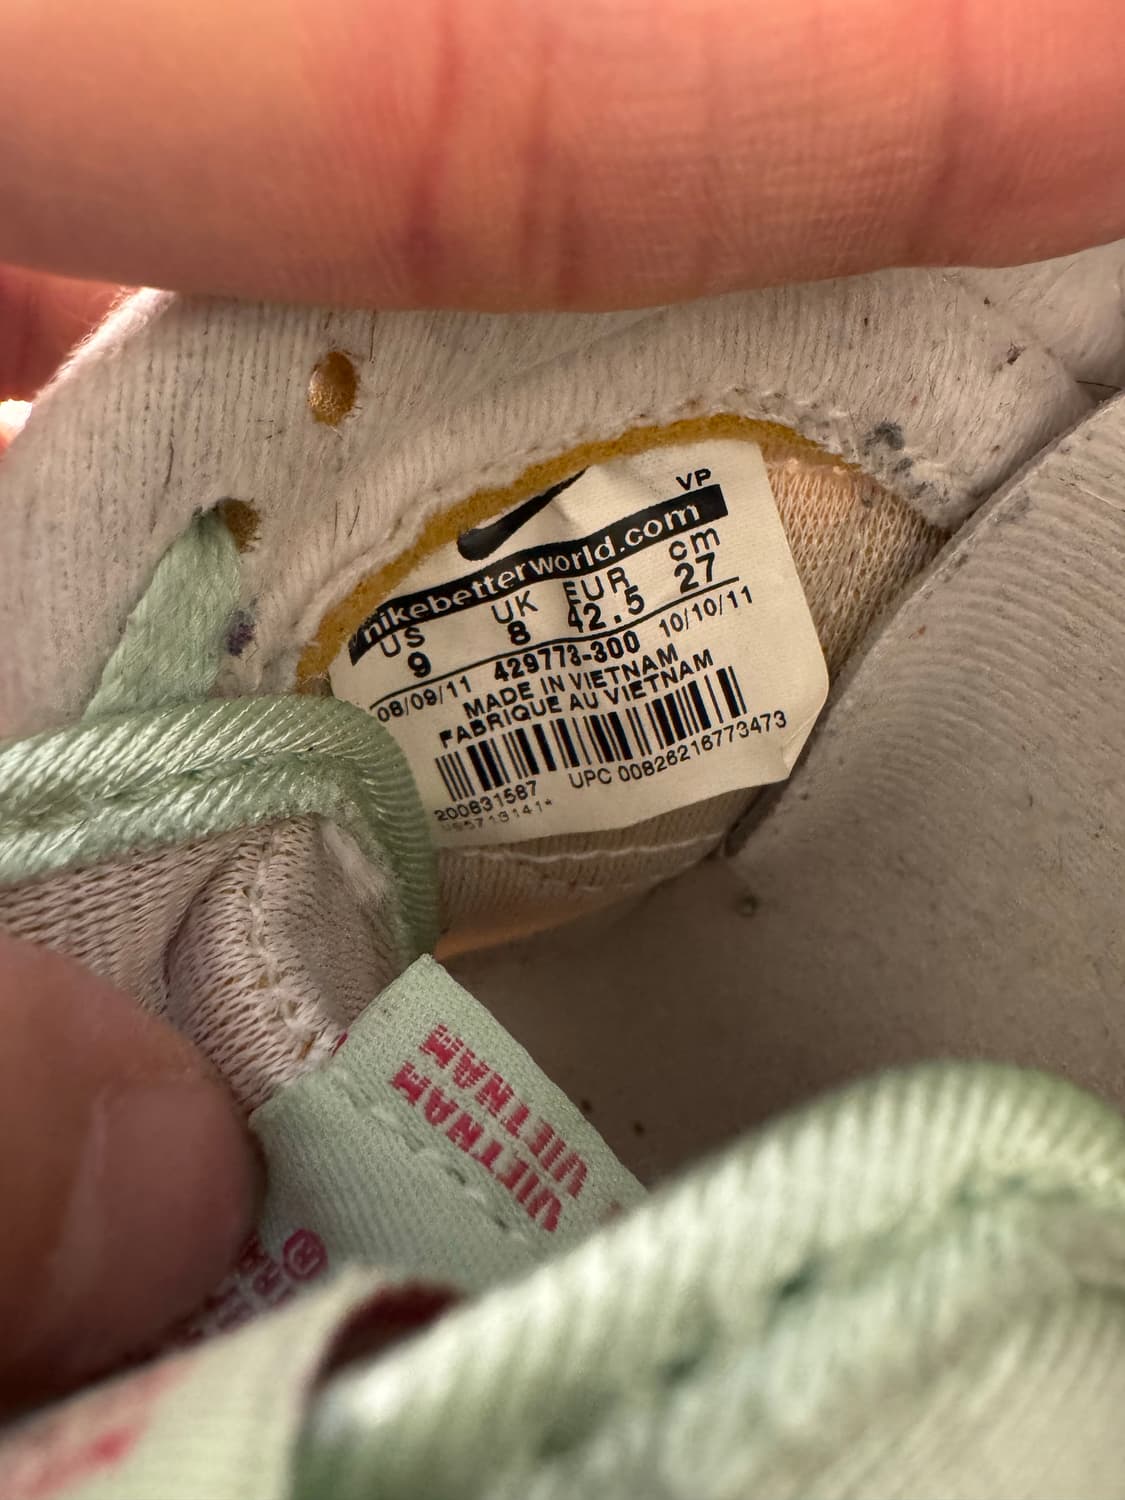 VP
nikebetterworld.com
US UK EUR cm
9 8 42.5 27
08/09/11 429773-300 10/10/11
MADE IN VIETNAM
FABRIQUE AU VIETNAM
200831587 UPC 00826216773473
VIETNAM
VIETNAM
®